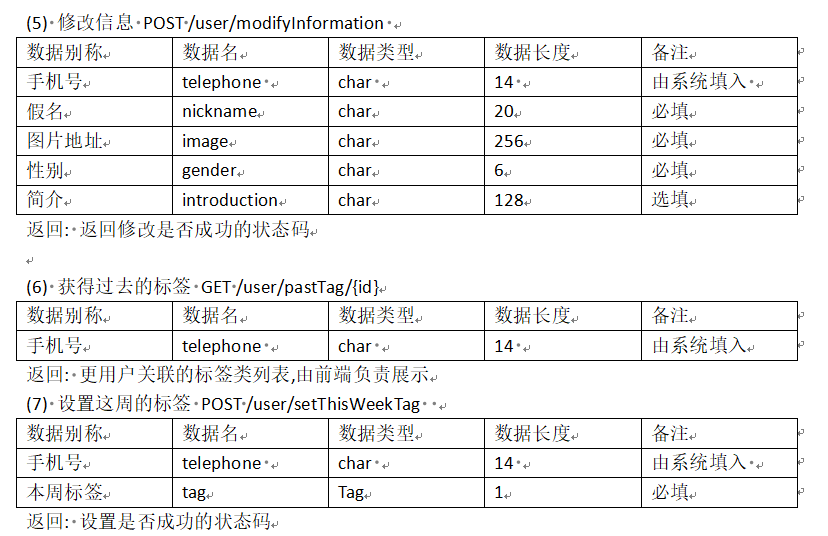 (5) 修改信息 POST /user/modifyInformation
数据别称 数据名 数据类型 数据长度 备注
手机号 telephone char 14 由系统填入
假名 nickname char 20 必填
图片地址 image char 256 必填
性别 gender char 6 必填
简介 introduction char 128 选填
返回: 返回修改是否成功的状态码
(6) 获得过去的标签 GET /user/pastTag/{id}
数据别称 数据名 数据类型 数据长度 备注
手机号 telephone char 14 由系统填入
返回: 更用户关联的标签类列表,由前端负责展示
(7) 设置这周的标签 POST /user/setThisWeekTag
数据别称 数据名 数据类型 数据长度 备注
手机号 telephone char 14 由系统填入
本周标签 tag Tag 1 必填
返回: 设置是否成功的状态码